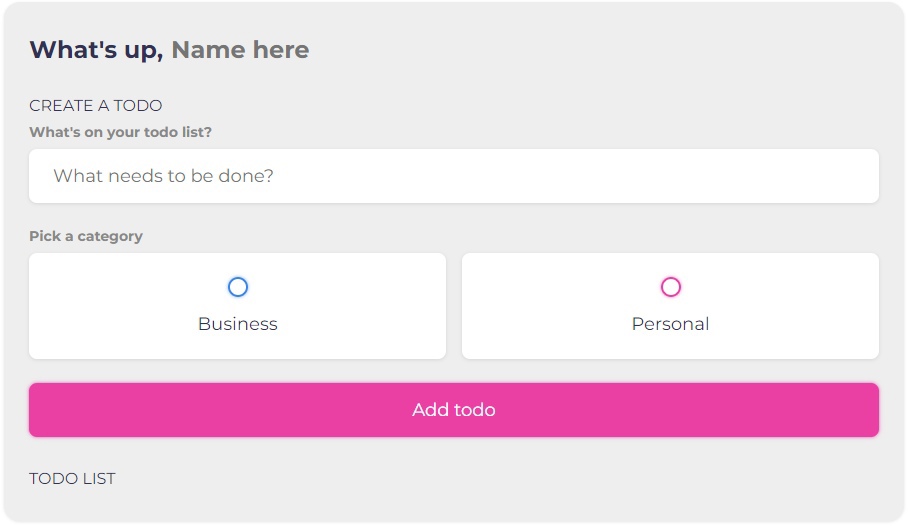 What's up, Name here
CREATE A TODO
What's on your todo list?
What needs to be done?
Pick a category
Business
Personal
Add todo
TODO LIST